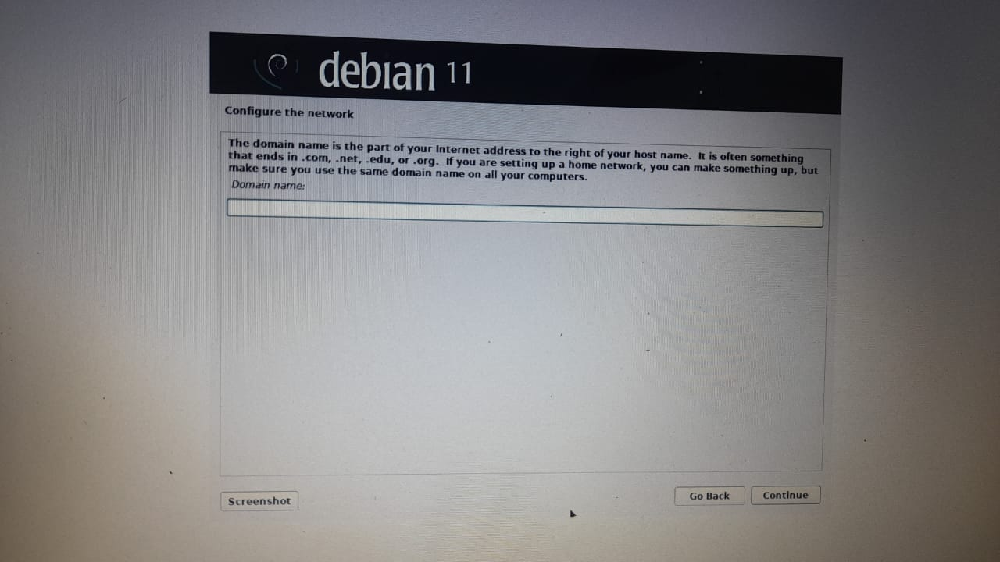 debian 11
Configure the network
The domain name is the part of your Internet address to the right of your host name.  It is often something
that ends in .com, .net, .edu, or .org.  If you are setting up a home network, you can make something up, but
make sure you use the same domain name on all your computers.
Domain name:
Screenshot
Go Back
Continue